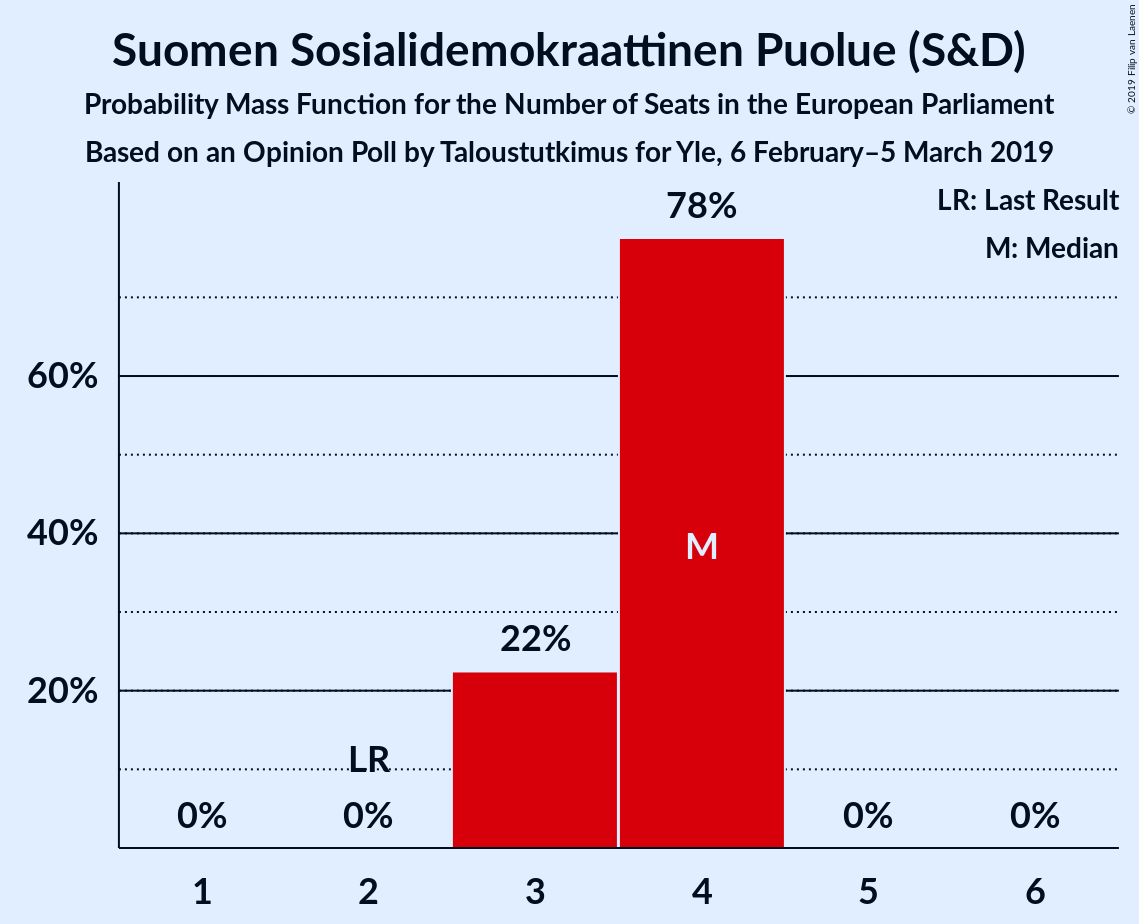 Suomen Sosialidemokraattinen Puolue (S&D)
Probability Mass Function for the Number of Seats in the European Parliament
Based on an Opinion Poll by Taloustutkimus for Yle, 6 February–5 March 2019
© 2019 Filip van Laenen
LR: Last Result
M: Median
78%
60%
40%
M
22%
20%
LR
0% 0% 0% 0%
1 2 3 4 5 6